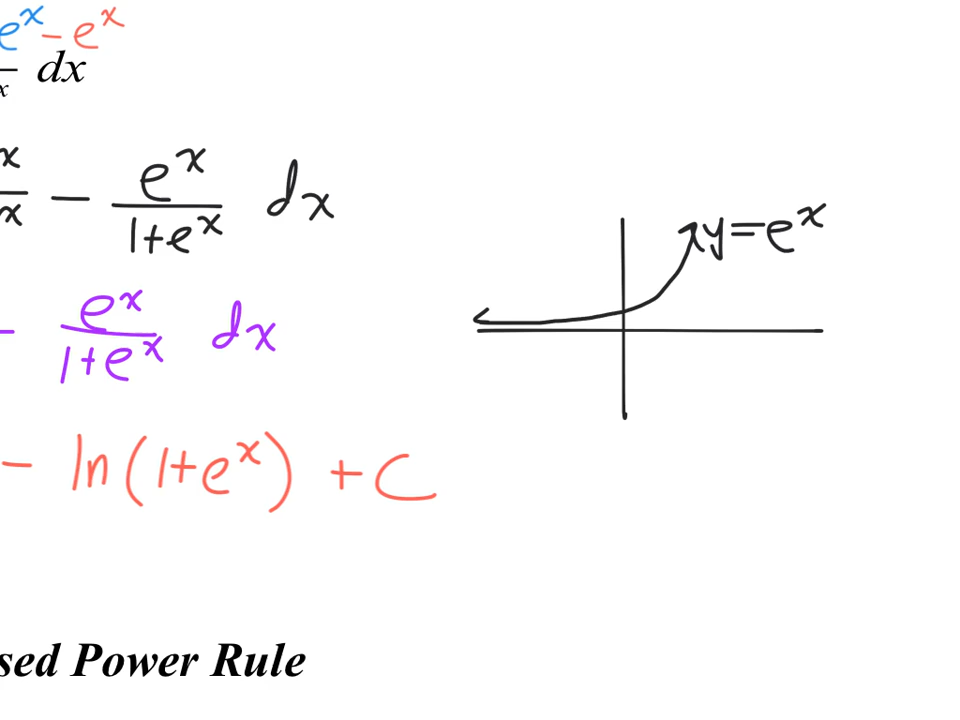 e^x - e^x
x dx
x/x - e^x/(1+e^x) dx
y=e^x
- e^x/(1+e^x) dx
- ln(1+e^x) + C
sed Power Rule